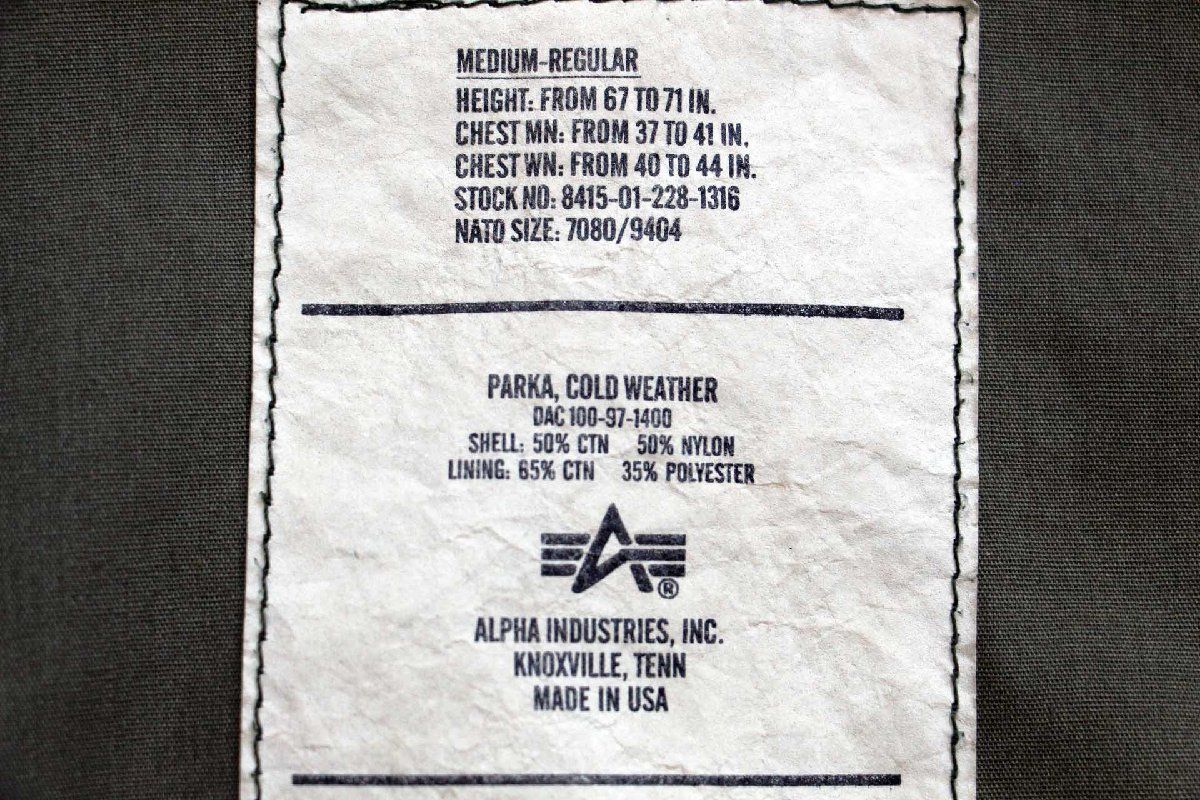 MEDIUM-REGULAR
HEIGHT: FROM 67 TO 71 IN.
CHEST MN: FROM 37 TO 41 IN.
CHEST WN: FROM 40 TO 44 IN.
STOCK NO: 8415-01-228-1316
NATO SIZE: 7080/9404
PARKA, COLD WEATHER
DAC 100-97-1400
SHELL: 50% CTN 50% NYLON
LINING: 65% CTN 35% POLYESTER
®
ALPHA INDUSTRIES, INC.
KNOXVILLE, TENN
MADE IN USA